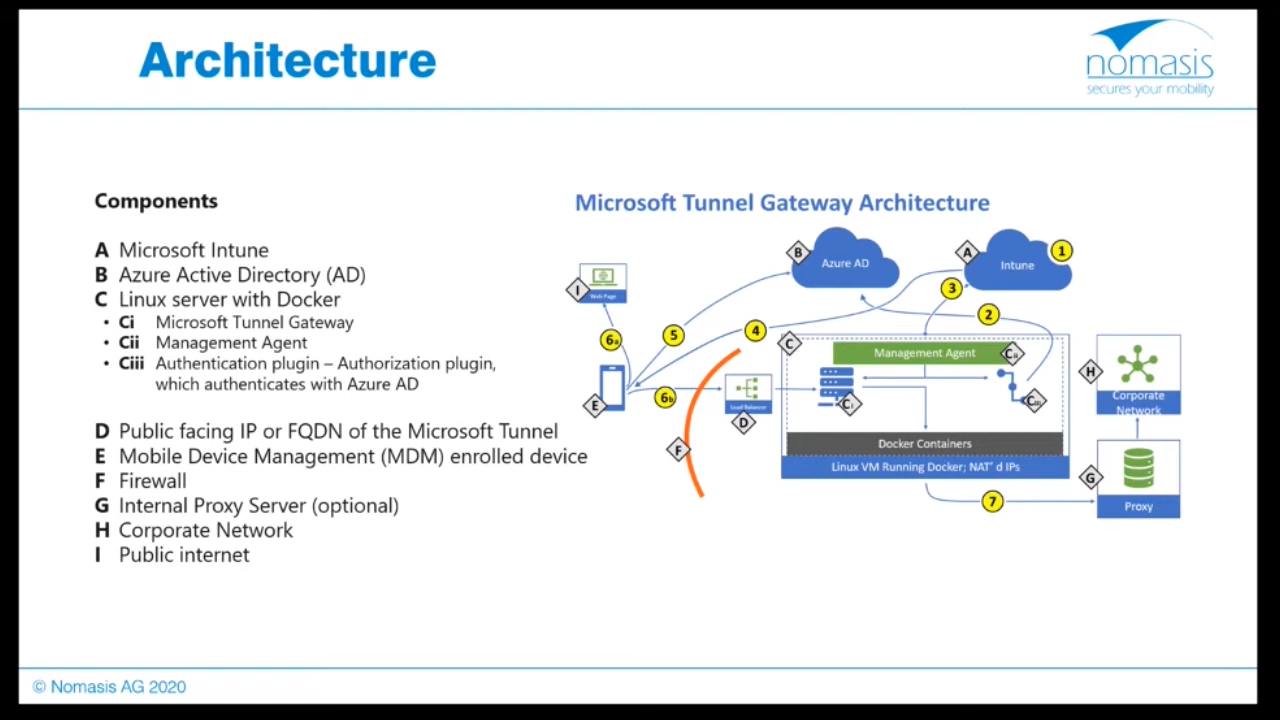 Architecture
nomasis
secures your mobility
Components
A Microsoft Intune
B Azure Active Directory (AD)
C Linux server with Docker
• Ci Microsoft Tunnel Gateway
• Cii Management Agent
• Ciii Authentication plugin – Authorization plugin,
which authenticates with Azure AD
D Public facing IP or FQDN of the Microsoft Tunnel
E Mobile Device Management (MDM) enrolled device
F Firewall
G Internal Proxy Server (optional)
H Corporate Network
I Public internet
Microsoft Tunnel Gateway Architecture
B
Azure AD
A
Intune
1
I
Web Page
3
2
6a
5
4
C
Management Agent
Cii
H
Corporate
Network
E
6b
Load Balancer
D
Ci
Ciii
F
Docker Containers
Linux VM Running Docker; NAT' d IPs
G
Proxy
7
© Nomasis AG 2020